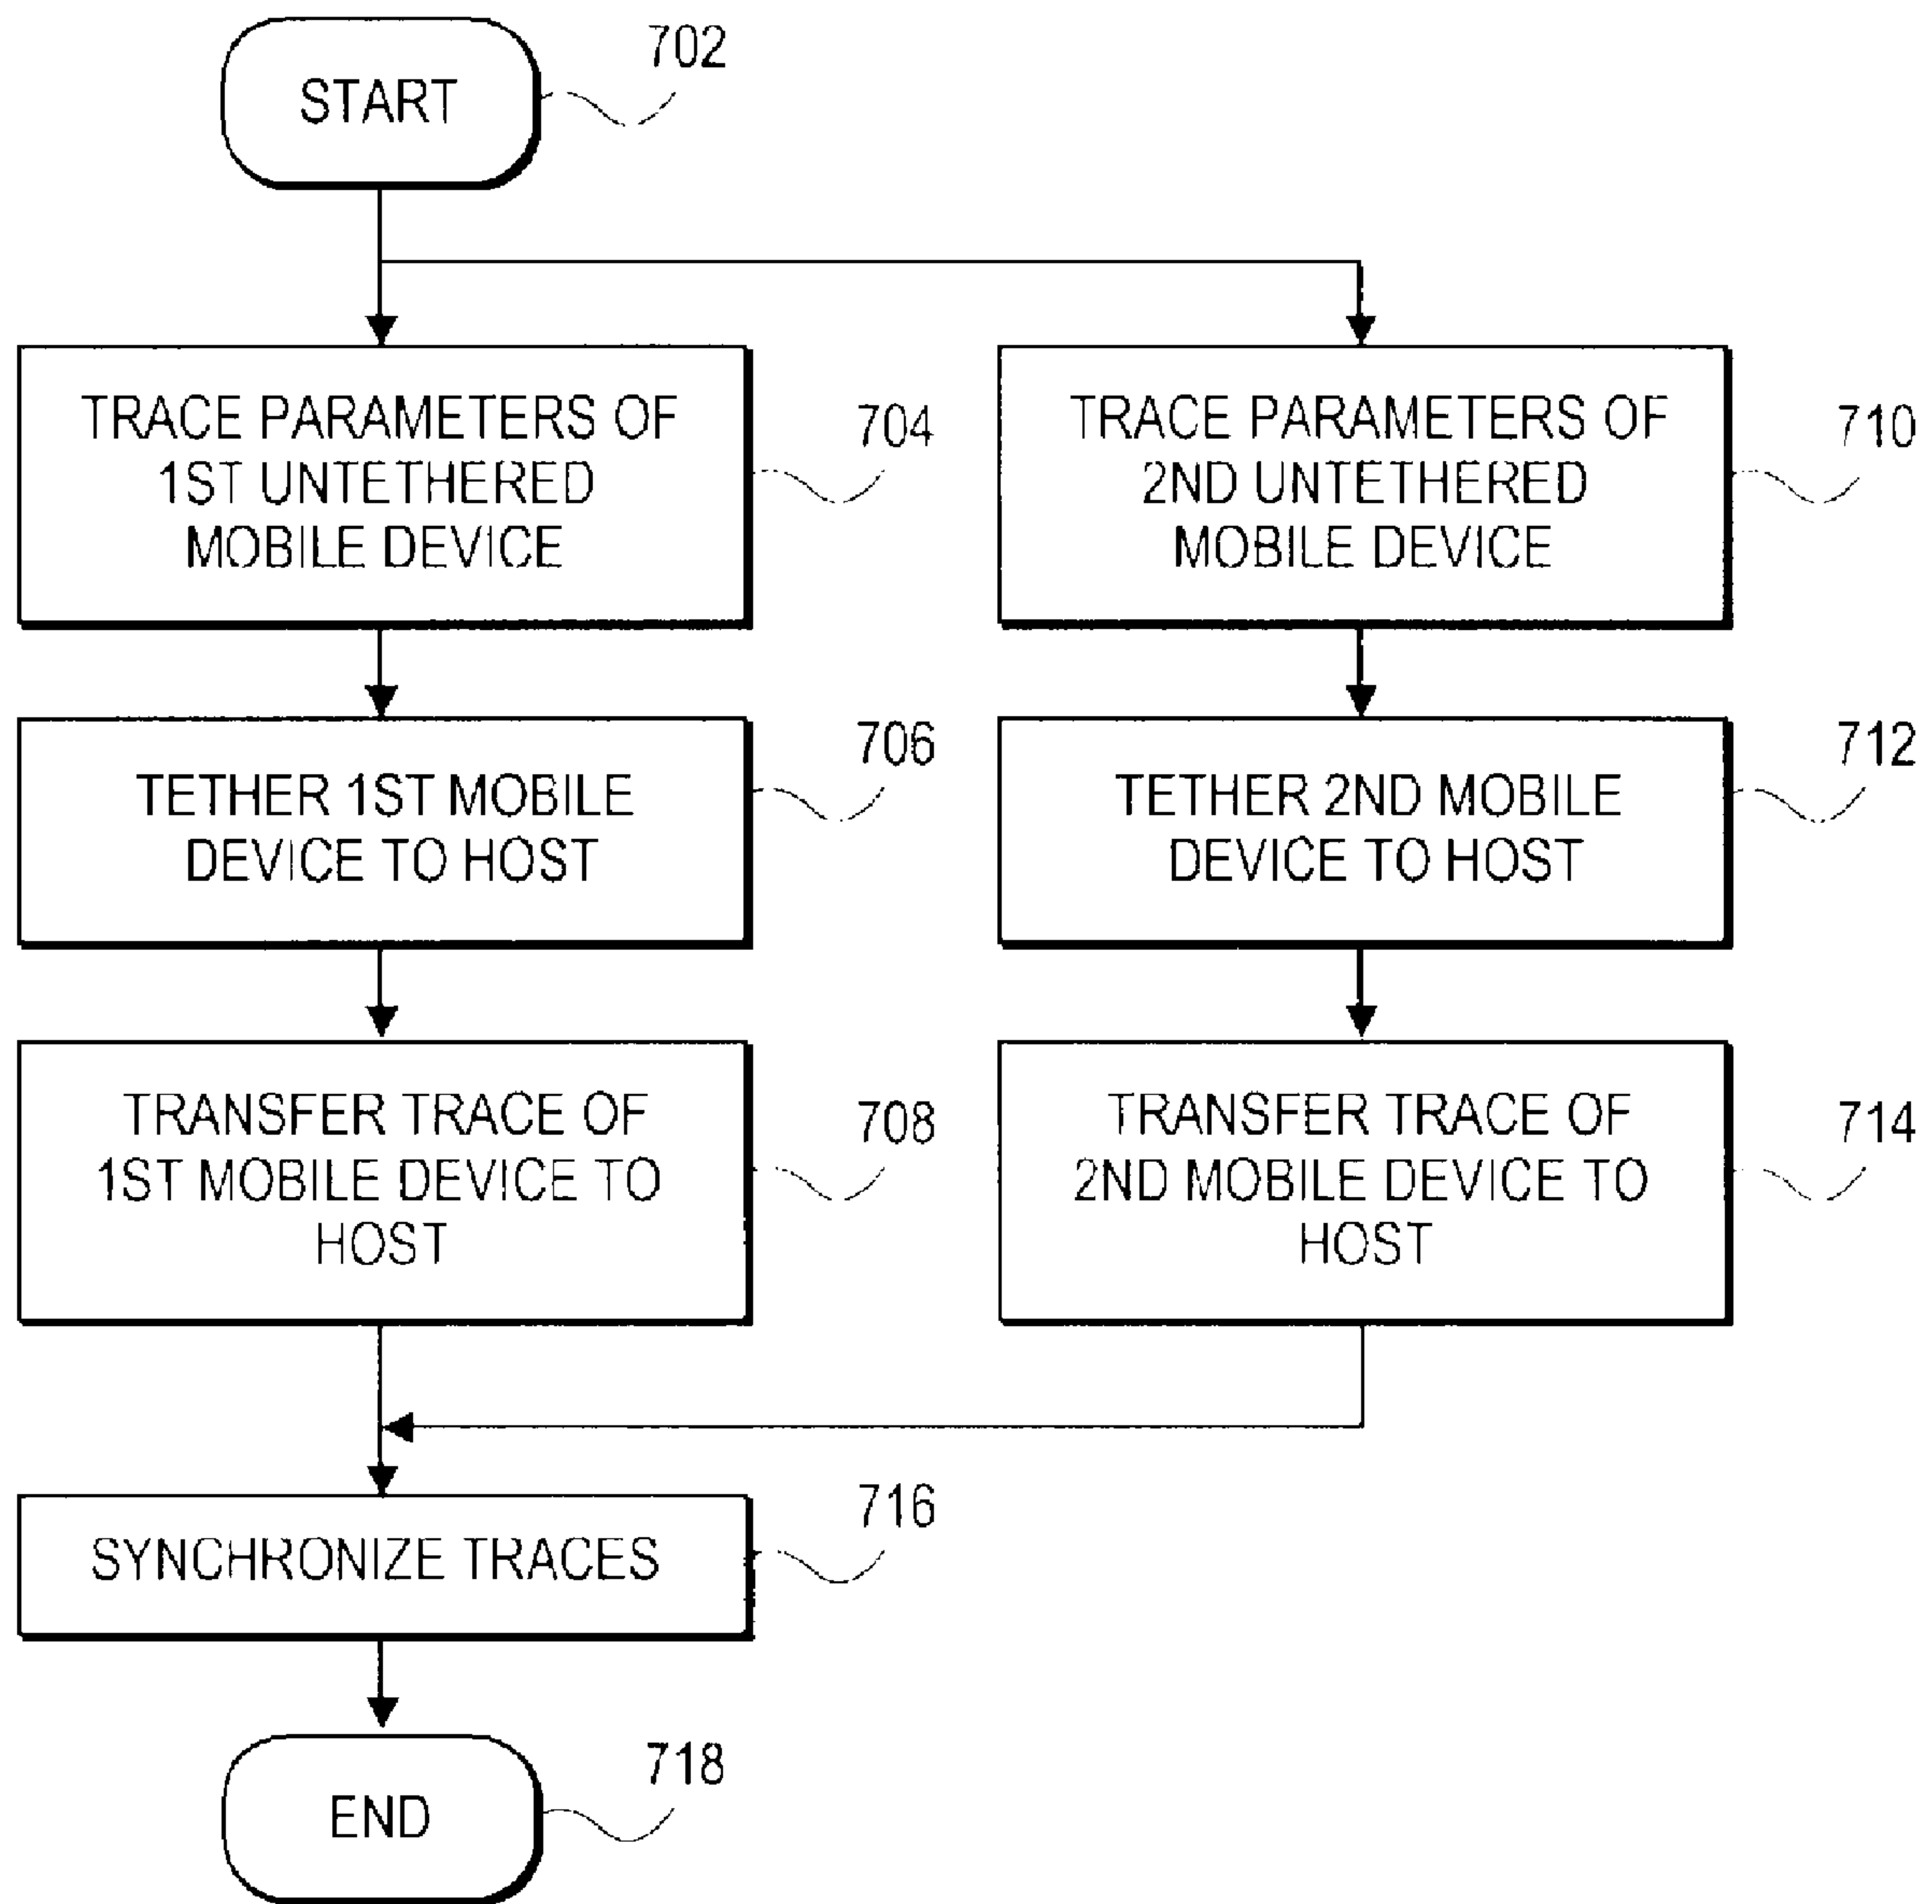 START
702
TRACE PARAMETERS OF
1ST UNTETHERED
MOBILE DEVICE
704
TRACE PARAMETERS OF
2ND UNTETHERED
MOBILE DEVICE
710
TETHER 1ST MOBILE
DEVICE TO HOST
706
TETHER 2ND MOBILE
DEVICE TO HOST
712
TRANSFER TRACE OF
1ST MOBILE DEVICE TO
HOST
708
TRANSFER TRACE OF
2ND MOBILE DEVICE TO
HOST
714
SYNCHRONIZE TRACES
716
END
718